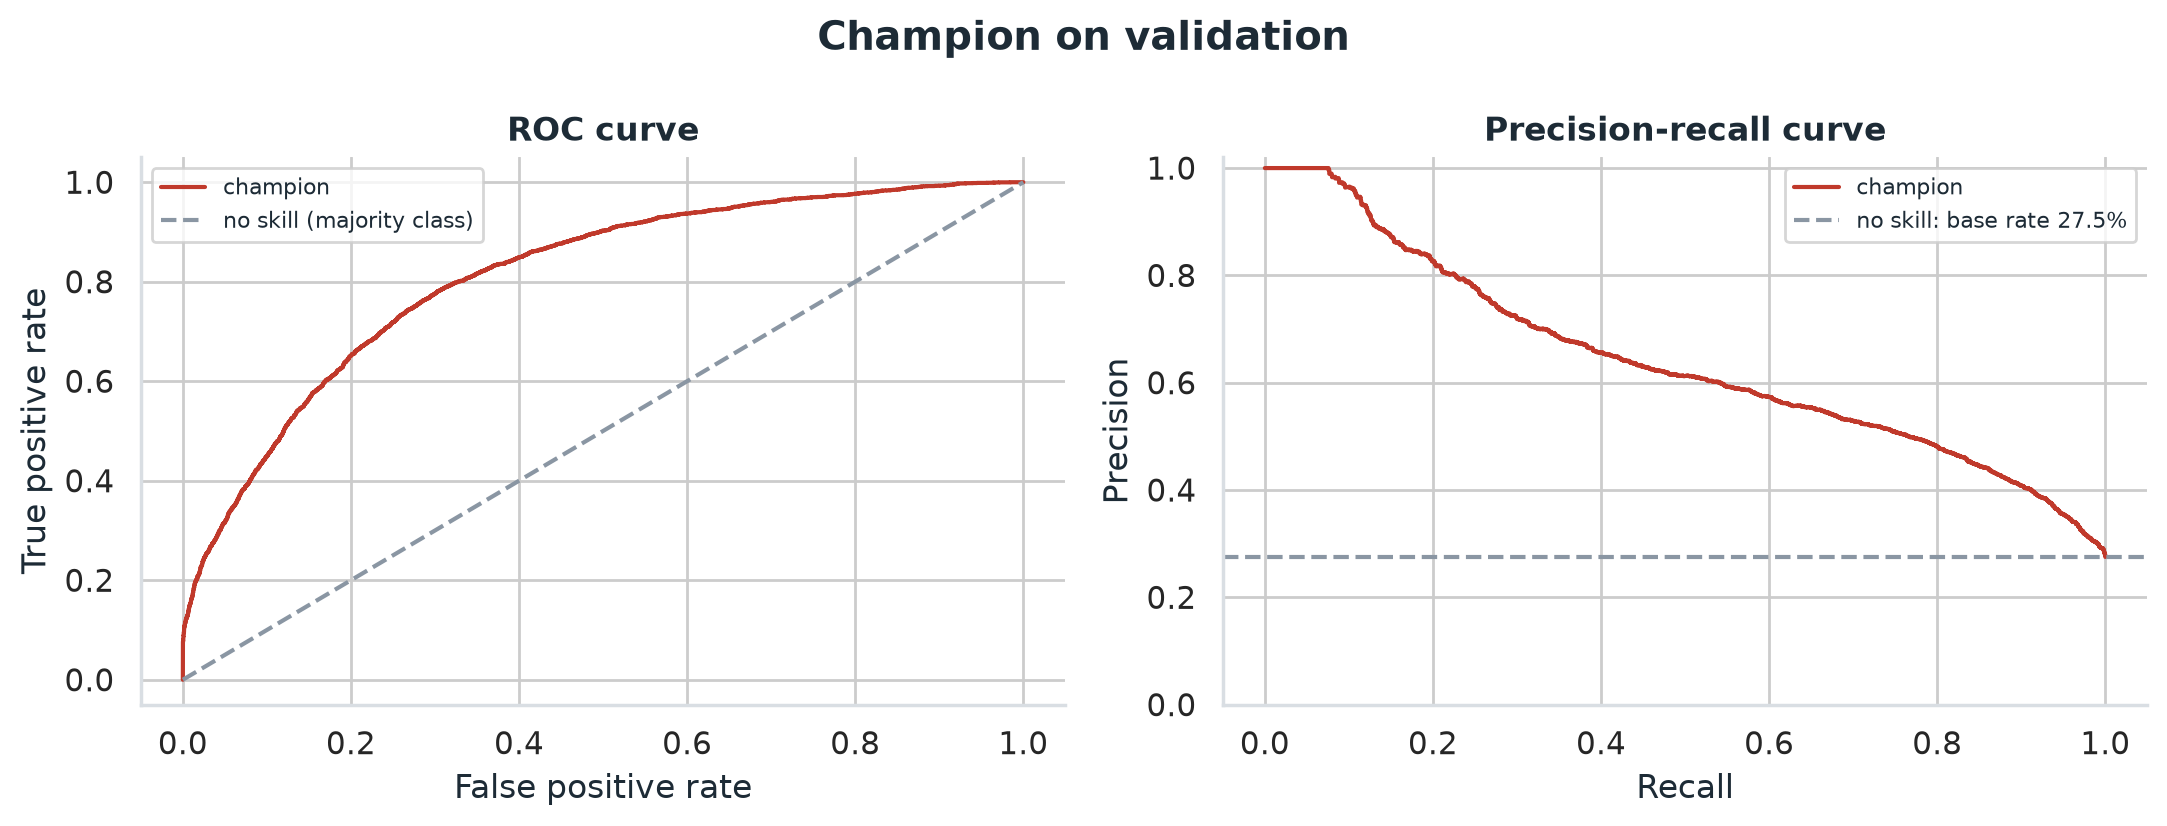 Champion on validation
ROC curve
champion
no skill (majority class)
True positive rate
1.0
0.8
0.6
0.4
0.2
0.0
0.0 0.2 0.4 0.6 0.8 1.0
False positive rate
Precision-recall curve
champion
no skill: base rate 27.5%
Precision
1.0
0.8
0.6
0.4
0.2
0.0
0.0 0.2 0.4 0.6 0.8 1.0
Recall